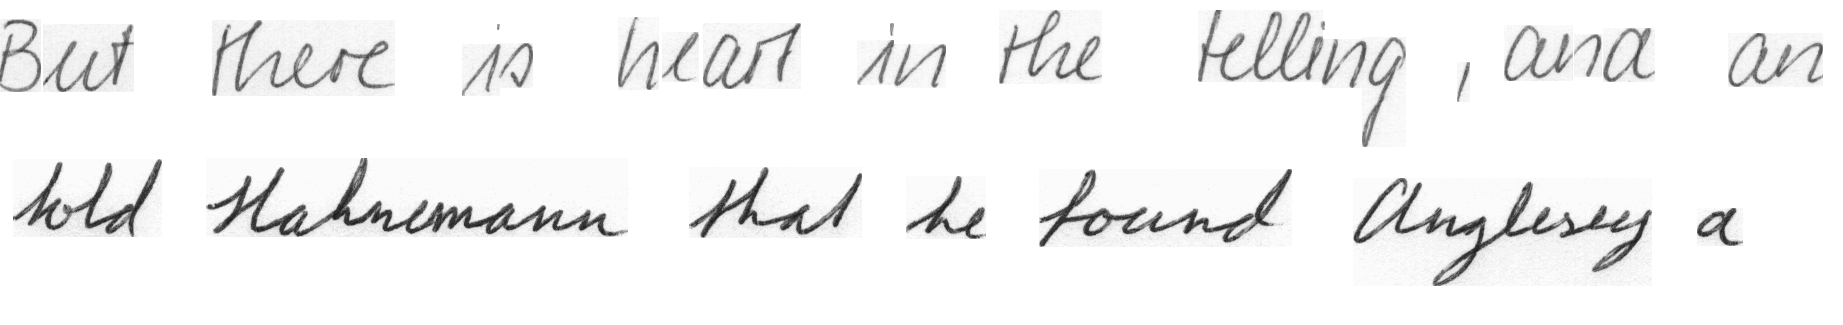 But there is heart in the telling, and an
told Hahnemann that he found Anglesey a